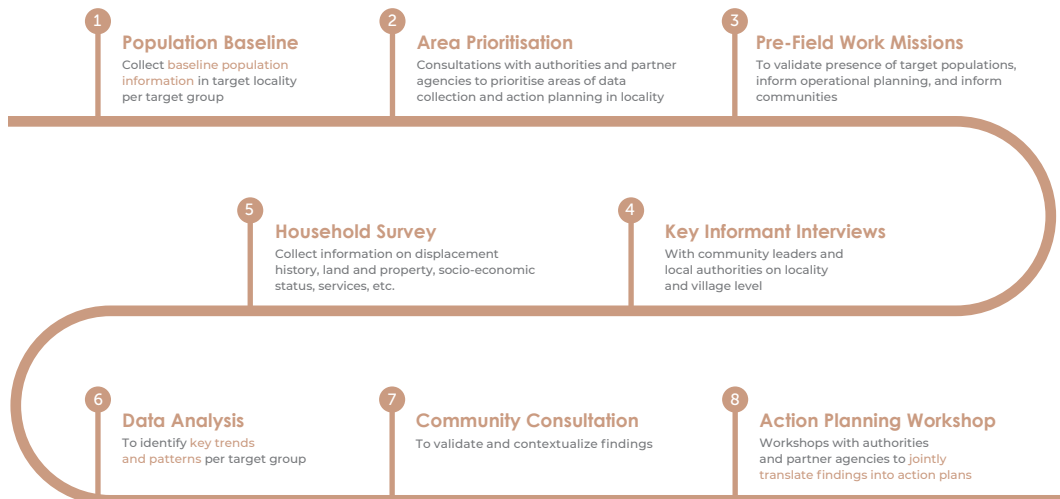 1
Population Baseline
Collect baseline population
information in target locality
per target group
2
Area Prioritisation
Consultations with authorities and partner
agencies to prioritise areas of data
collection and action planning in locality
3
Pre-Field Work Missions
To validate presence of target populations,
inform operational planning, and inform
communities
4
Key Informant Interviews
With community leaders and
local authorities on locality
and village level
5
Household Survey
Collect information on displacement
history, land and property, socio-economic
status, services, etc.
6
Data Analysis
To identify key trends
and patterns per target group
7
Community Consultation
To validate and contextualize findings
8
Action Planning Workshop
Workshops with authorities
and partner agencies to jointly
translate findings into action plans